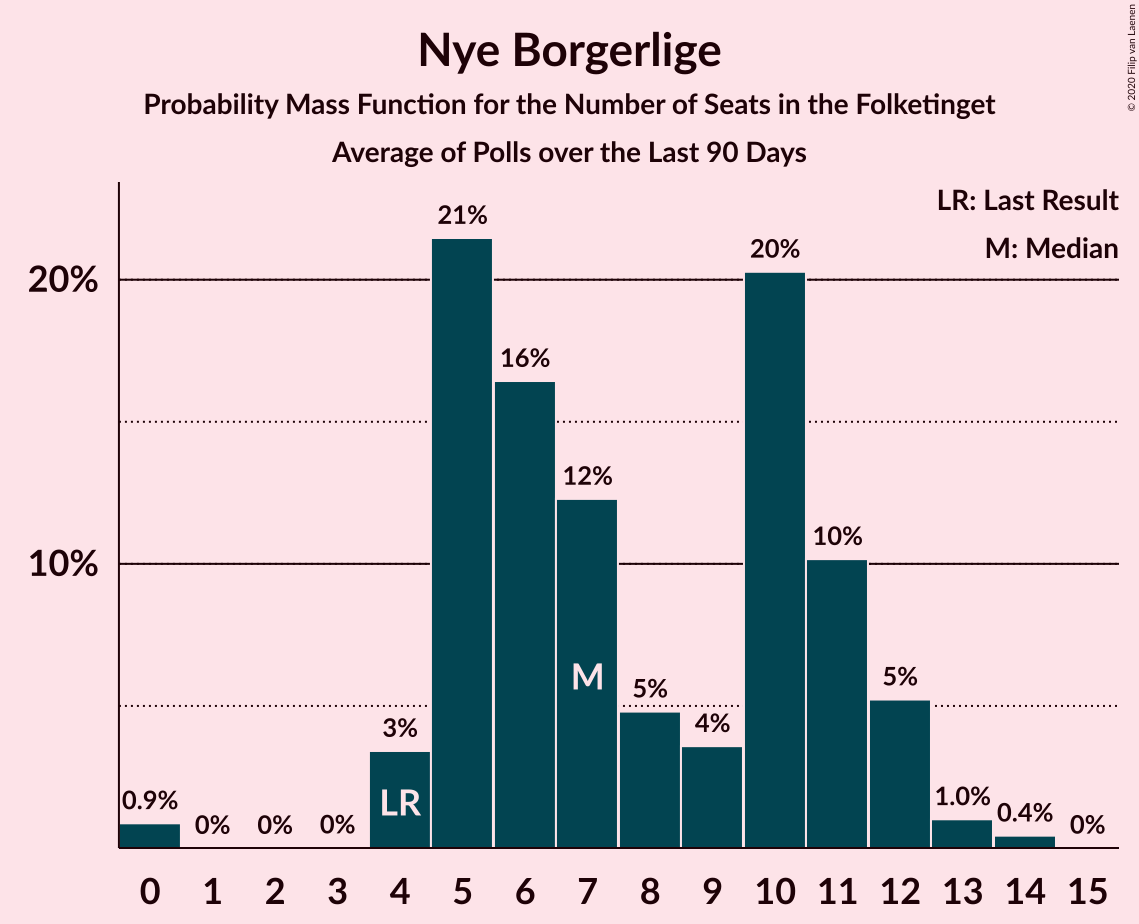 Nye Borgerlige
Probability Mass Function for the Number of Seats in the Folketinget
Average of Polls over the Last 90 Days
© 2020 Filip van Laenen
LR: Last Result
M: Median
20%
10%
0.9%
0%
0%
0%
3%
21%
16%
12%
5%
4%
20%
10%
5%
1.0%
0.4%
0%
LR
M
0 1 2 3 4 5 6 7 8 9 10 11 12 13 14 15